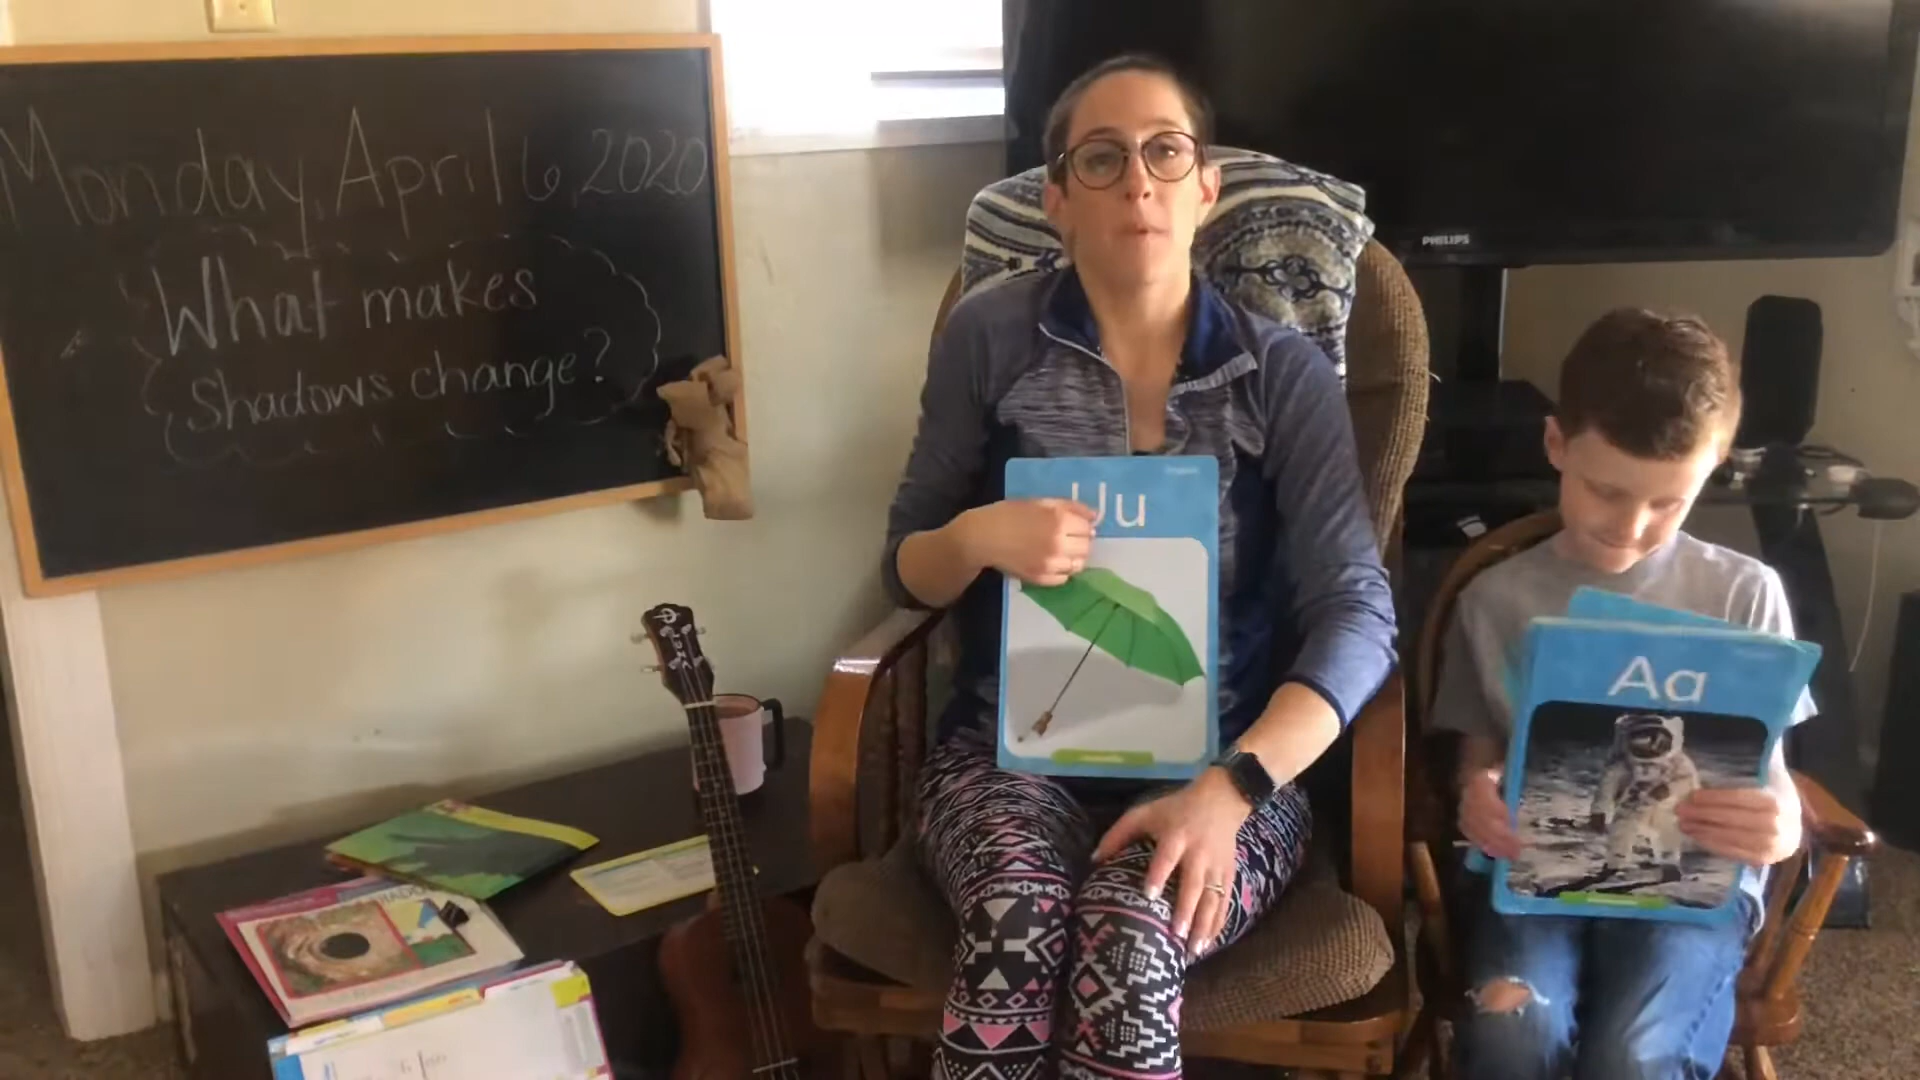 Monday, April 6, 2020
What makes
shadows change?
PHILIPS
Uu
Aa